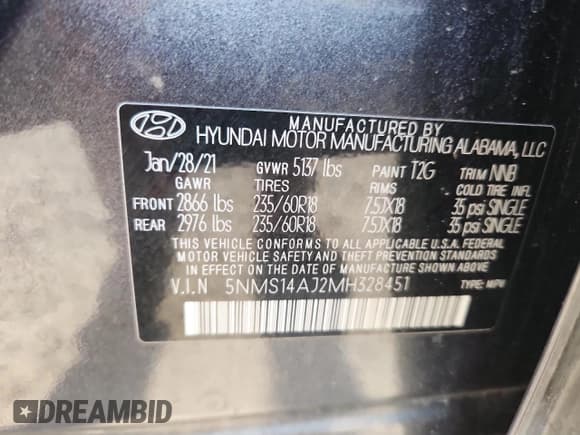 MANUFACTURED BY
HYUNDAI MOTOR MANUFACTURING ALABAMA, LLC
Jan/28/21 GVWR 5137 lbs PAINT T2G TRIM NNB
GAWR TIRES RIMS COLD TIRE INFL
FRONT 2866 lbs 235/60R18 7.5JX18 35 psi SINGLE
REAR 2976 lbs 235/60R18 7.5JX18 35 psi SINGLE
THIS VEHICLE CONFORMS TO ALL APPLICABLE U.S.A. FEDERAL
MOTOR VEHICLE SAFETY AND THEFT PREVENTION STANDARDS
IN EFFECT ON THE DATE OF MANUFACTURE SHOWN ABOVE.
V.I.N 5NMS14AJ2MH328451 TYPE: MPV
DREAMBID